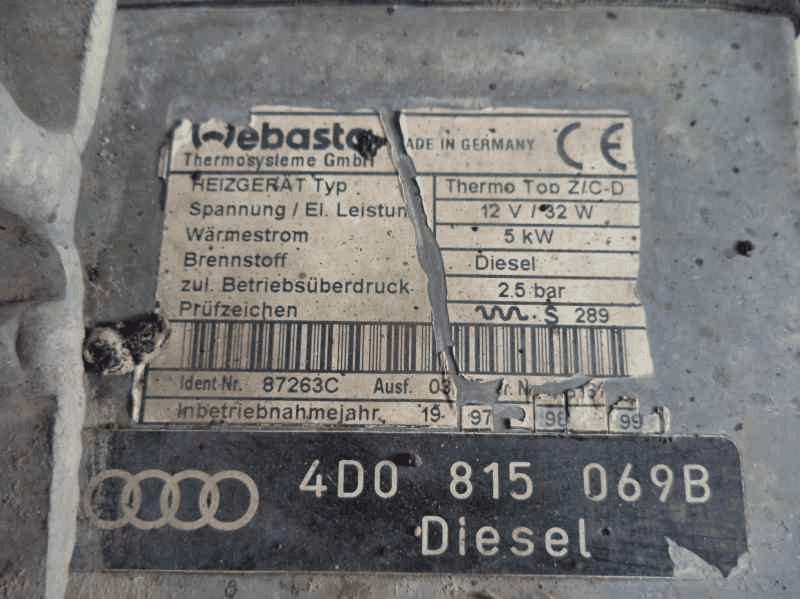 Webasto
MADE IN GERMANY CE
Thermosysteme GmbH
HEIZGERÄT Typ Thermo Top Z/C-D
Spannung / El. Leistun 12 V / 32 W
Wärmestrom 5 kW
Brennstoff Diesel
zul. Betriebsüberdruck 2.5 bar
Prüfzeichen S 289
Ident Nr. 87263C Ausf. 03
Inbetriebnahmejahr 19 97 98 99
4D0 815 069B
Diesel